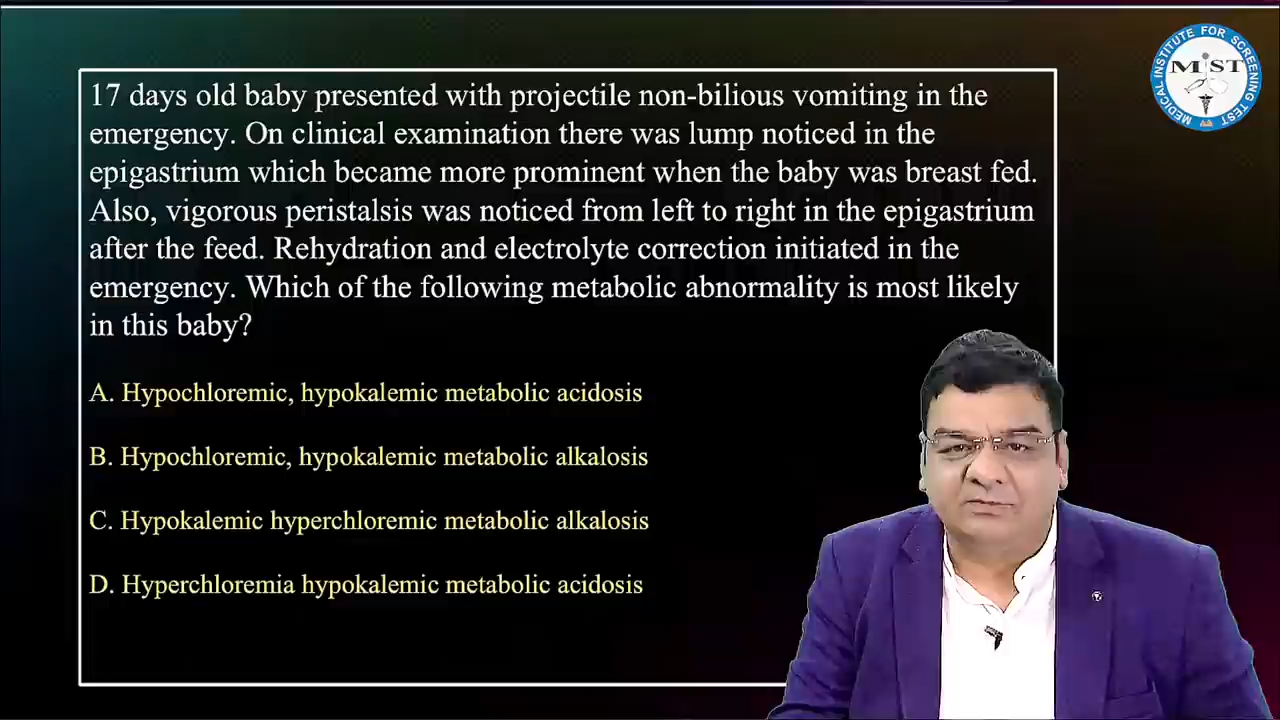 17 days old baby presented with projectile non-bilious vomiting in the
emergency. On clinical examination there was lump noticed in the
epigastrium which became more prominent when the baby was breast fed.
Also, vigorous peristalsis was noticed from left to right in the epigastrium
after the feed. Rehydration and electrolyte correction initiated in the
emergency. Which of the following metabolic abnormality is most likely
in this baby?
A. Hypochloremic, hypokalemic metabolic acidosis
B. Hypochloremic, hypokalemic metabolic alkalosis
C. Hypokalemic hyperchloremic metabolic alkalosis
D. Hyperchloremia hypokalemic metabolic acidosis
MEDICAL INSTITUTE FOR SCREENING TEST
MIST